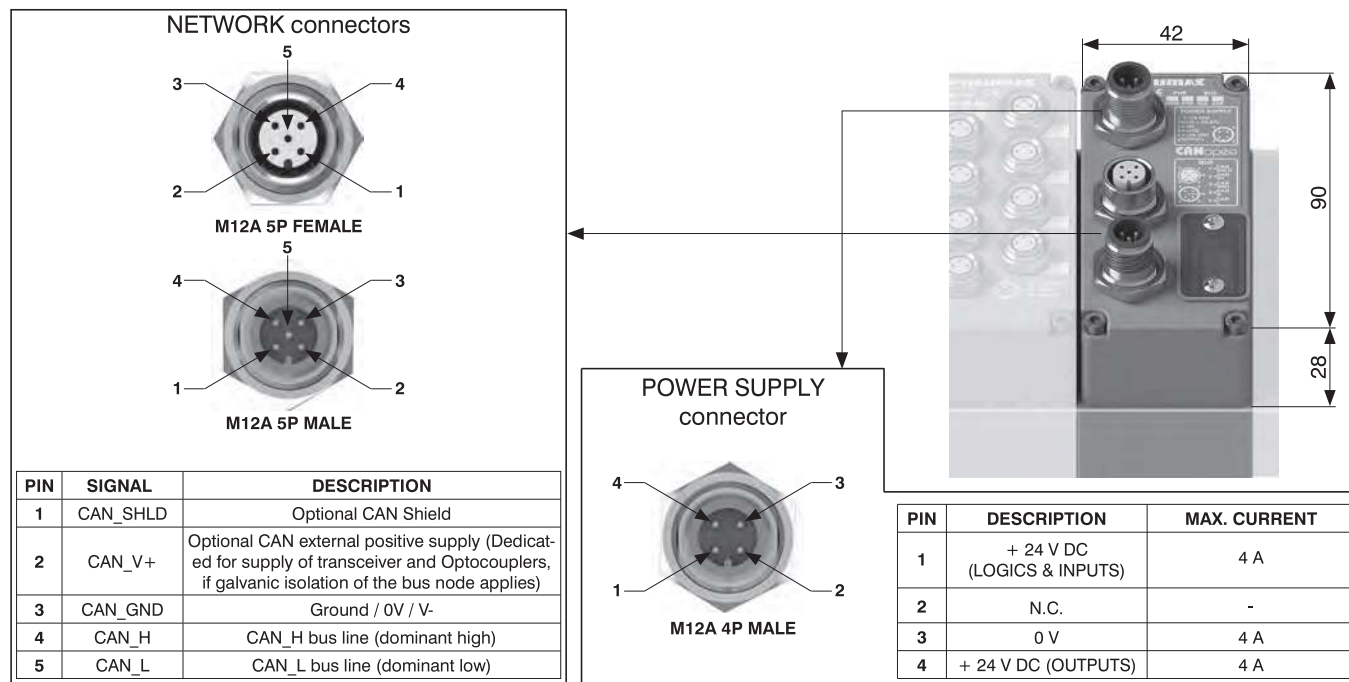 NETWORK connectors
5
3
4
2
1
M12A 5P FEMALE
5
4
3
1
2
M12A 5P MALE
PIN SIGNAL DESCRIPTION
1 CAN_SHLD Optional CAN Shield
2 CAN_V+ Optional CAN external positive supply (Dedicat-
ed for supply of transceiver and Optocouplers,
if galvanic isolation of the bus node applies)
3 CAN_GND Ground / 0V / V-
4 CAN_H CAN_H bus line (dominant high)
5 CAN_L CAN_L bus line (dominant low)
POWER SUPPLY
connector
4
3
1
2
M12A 4P MALE
42
90
28
POWER SUPPLY
CANopen
BUS
PIN DESCRIPTION MAX. CURRENT
1 + 24 V DC
(LOGICS & INPUTS) 4 A
2 N.C. -
3 0 V 4 A
4 + 24 V DC (OUTPUTS) 4 A